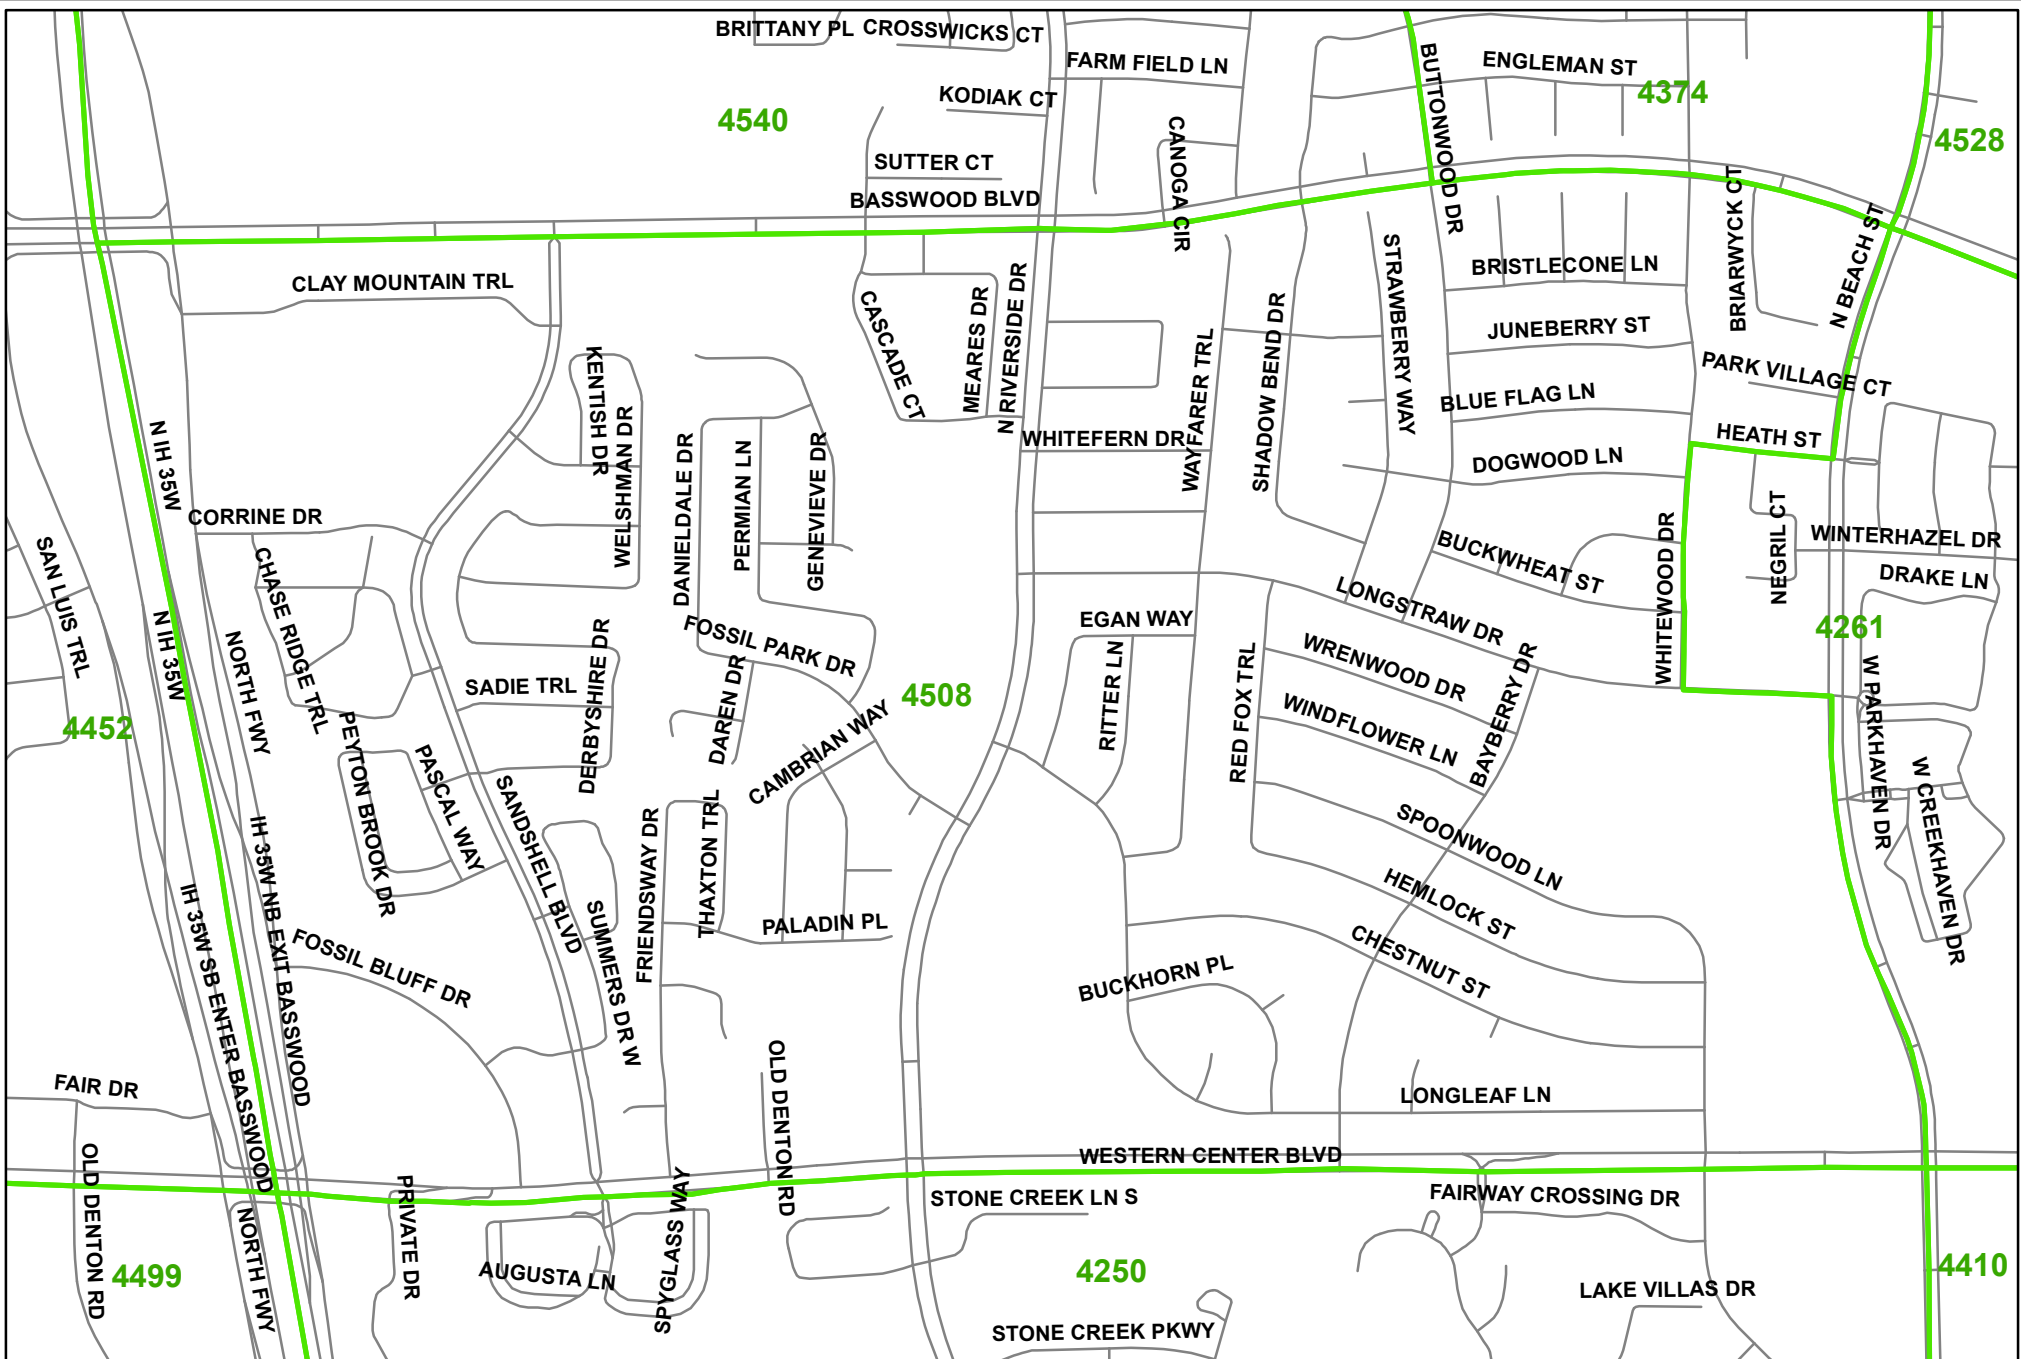 BRITTANY PL
CROSSWICKS CT
FARM FIELD LN
ENGLEMAN ST
BUTTONWOOD DR
4374
KODIAK CT
4540
4528
CANOGA CIR
SUTTER CT
BASSWOOD BLVD
BRIARWYCK CT
N BEACH ST
STRAWBERRY WAY
BRISTLECONE LN
CLAY MOUNTAIN TRL
CASCADE CT
MEARES DR
N RIVERSIDE DR
WAYFARER TRL
SHADOW BEND DR
JUNEBERRY ST
PARK VILLAGE CT
KENTISH DR
WELSHMAN DR
BLUE FLAG LN
N IH 35W
DANIELDALE DR
PERMIAN LN
GENEVIEVE DR
WHITEFERN DR
HEATH ST
DOGWOOD LN
CORRINE DR
NEGRIL CT
WINTERHAZEL DR
SAN LUIS TRL
CHASE RIDGE TRL
BUCKWHEAT ST
WHITEWOOD DR
DRAKE LN
N IH 35W
NORTH FWY
LONGSTRAW DR
EGAN WAY
4261
FOSSIL PARK DR
DERBYSHIRE DR
DAREN DR
RITTER LN
RED FOX TRL
WRENWOOD DR
BAYBERRY DR
W PARKHAVEN DR
SADIE TRL
4508
4452
PEYTON BROOK DR
PASCAL WAY
CAMBRIAN WAY
WINDFLOWER LN
W CREEKHAVEN DR
SANDSHELL BLVD
IH 35W NB EXIT BASSWOOD
FRIENDSWAY DR
THAXTON TRL
SPOONWOOD LN
HEMLOCK ST
IH 35W SB ENTER BASSWOOD
FOSSIL BLUFF DR
SUMMERS DR W
PALADIN PL
CHESTNUT ST
BUCKHORN PL
OLD DENTON RD
FAIR DR
LONGLEAF LN
OLD DENTON RD
WESTERN CENTER BLVD
PRIVATE DR
SPYGLASS WAY
STONE CREEK LN S
FAIRWAY CROSSING DR
NORTH FWY
4499
AUGUSTA LN
4250
4410
LAKE VILLAS DR
STONE CREEK PKWY